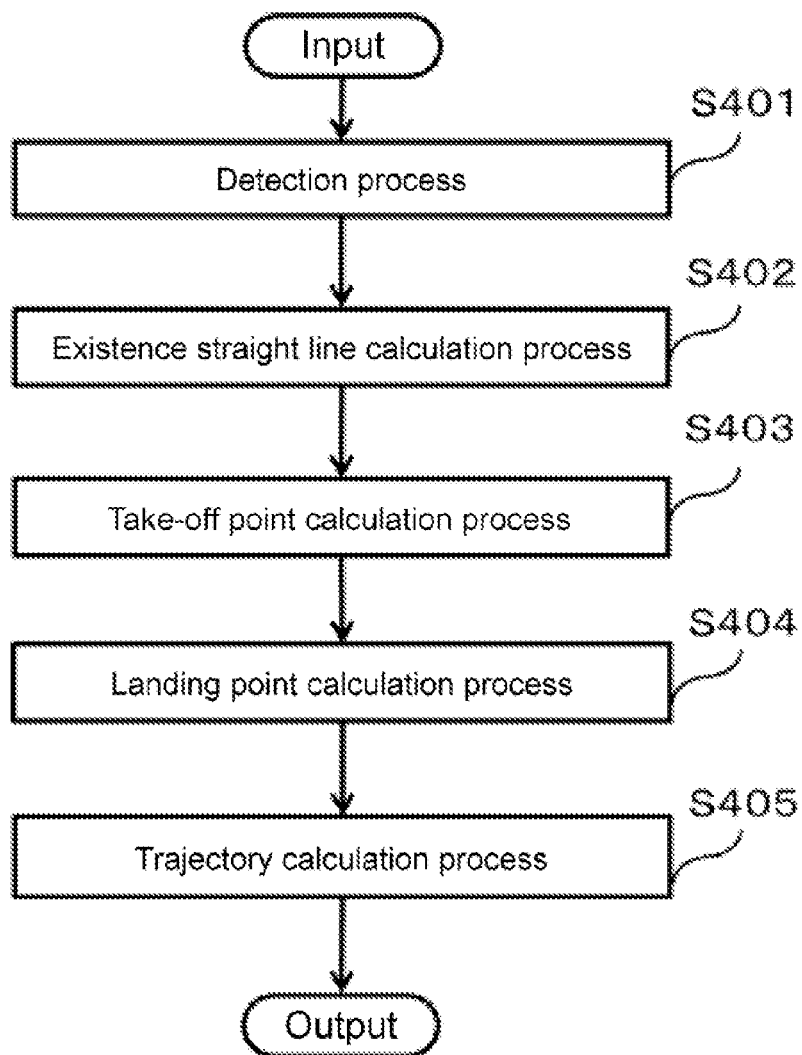 Input
S401
Detection process
S402
Existence straight line calculation process
S403
Take-off point calculation process
S404
Landing point calculation process
S405
Trajectory calculation process
Output